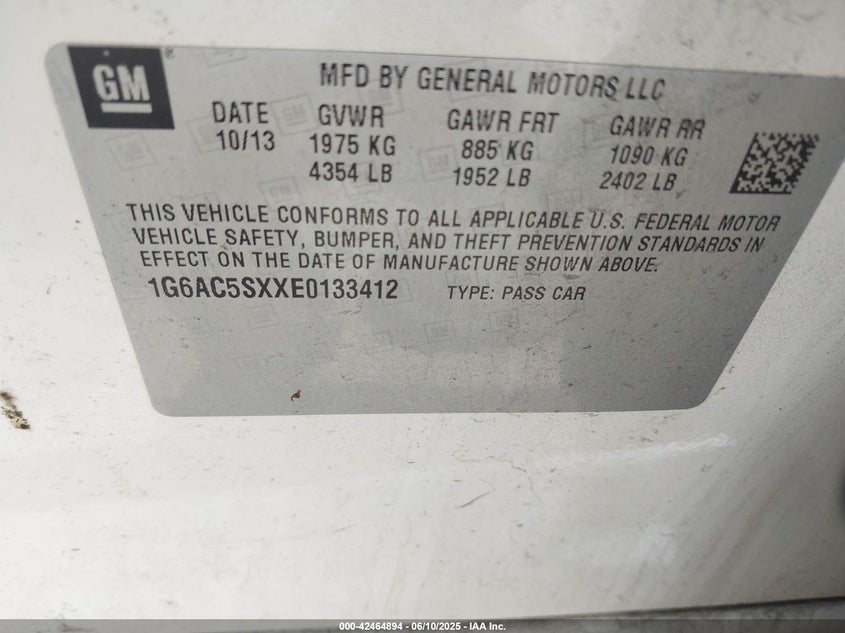 GM
MFD BY GENERAL MOTORS LLC
DATE GVWR GAWR FRT GAWR RR
10/13 1975 KG 885 KG 1090 KG
4354 LB 1952 LB 2402 LB
THIS VEHICLE CONFORMS TO ALL APPLICABLE U.S. FEDERAL MOTOR
VEHICLE SAFETY, BUMPER, AND THEFT PREVENTION STANDARDS IN
EFFECT ON THE DATE OF MANUFACTURE SHOWN ABOVE.
1G6AC5SXXE0133412 TYPE: PASS CAR
000-42464894 - 06/10/2025 - IAA Inc.